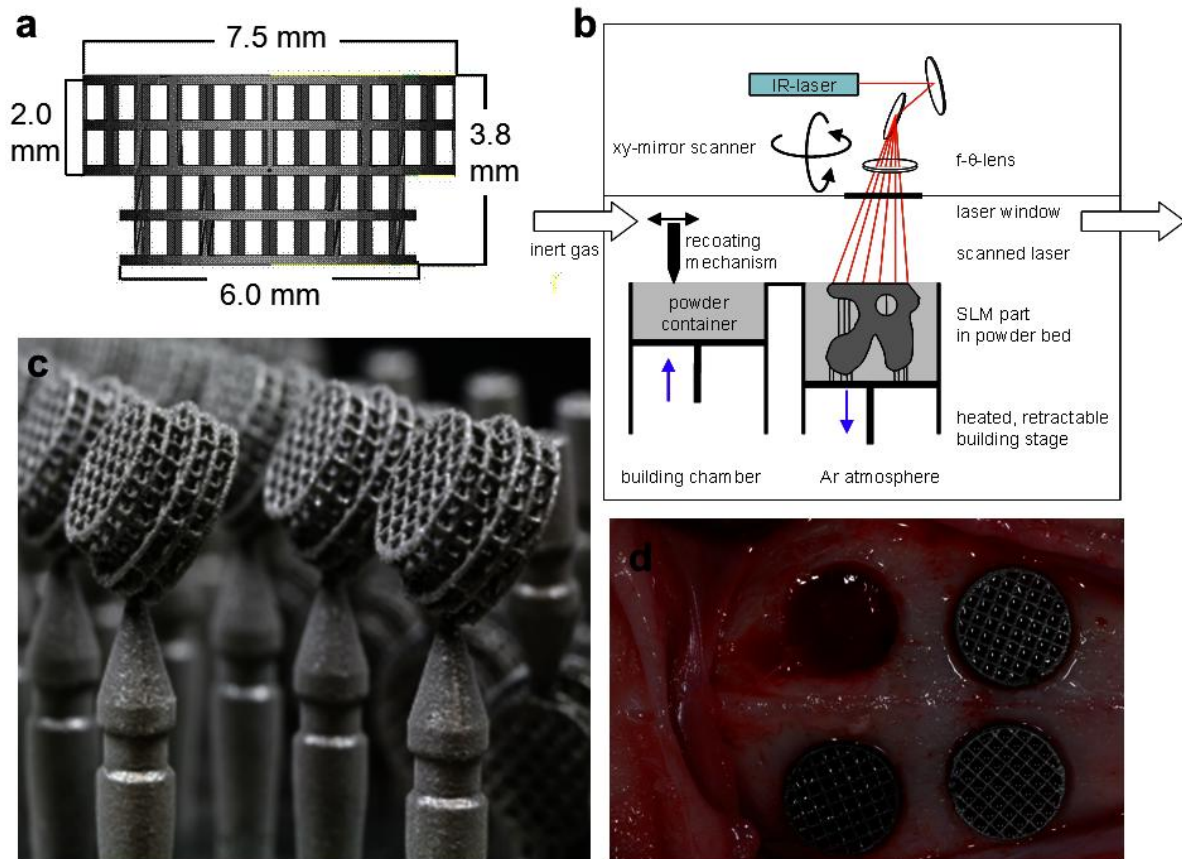 a
7.5 mm
2.0
mm
3.8
mm
6.0 mm
b
IR-laser
xy-mirror scanner
f-θ-lens
laser window
inert gas
recoating
mechanism
scanned laser
powder
container
SLM part
in powder bed
heated, retractable
building stage
building chamber
Ar atmosphere
c
d